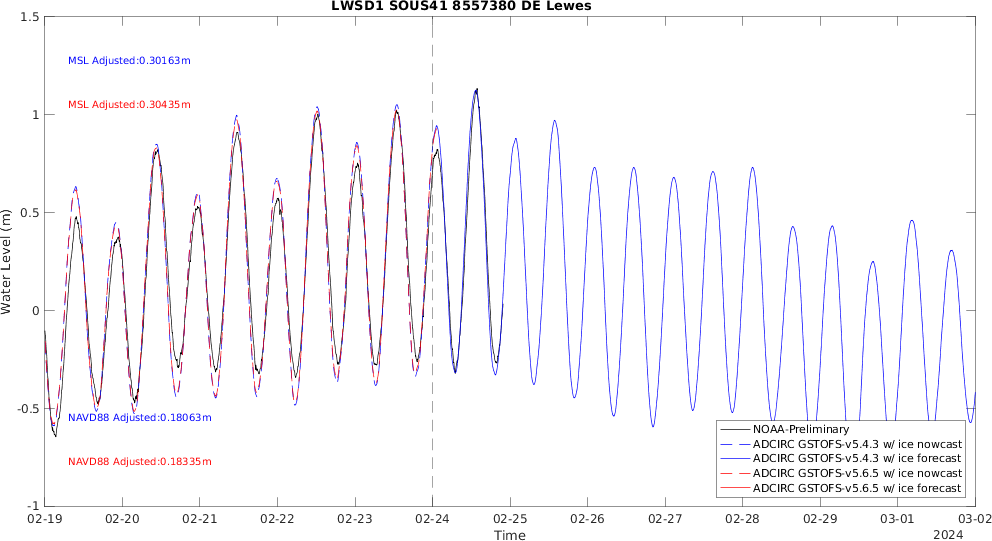 LWSD1 SOUS41 8557380 DE Lewes
1.5
1
0.5
0
-0.5
-1
Water Level (m)
MSL Adjusted:0.30163m
MSL Adjusted:0.30435m
NAVD88 Adjusted:0.18063m
NAVD88 Adjusted:0.18335m
NOAA-Preliminary
ADCIRC GSTOFS-v5.4.3 w/ ice nowcast
ADCIRC GSTOFS-v5.4.3 w/ ice forecast
ADCIRC GSTOFS-v5.6.5 w/ ice nowcast
ADCIRC GSTOFS-v5.6.5 w/ ice forecast
02-19 02-20 02-21 02-22 02-23 02-24 02-25 02-26 02-27 02-28 02-29 03-01 03-02
Time
2024